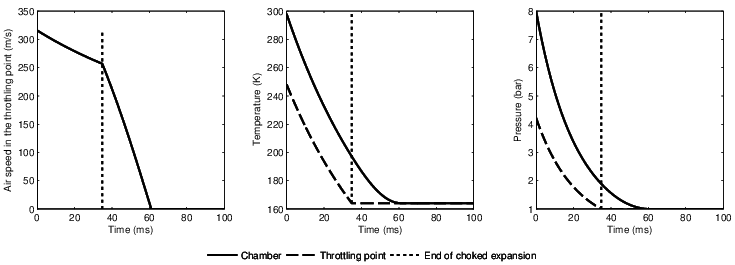 350
300
250
200
150
100
50
0
0 20 40 60 80 100
Air speed in the throthling point (m/s)
Time (ms)
300
280
260
240
220
200
180
160
0 20 40 60 80 100
Temperature (K)
Time (ms)
8
7
6
5
4
3
2
1
0 20 40 60 80 100
Pressure (bar)
Time (ms)
Chamber Throttling point End of choked expansion